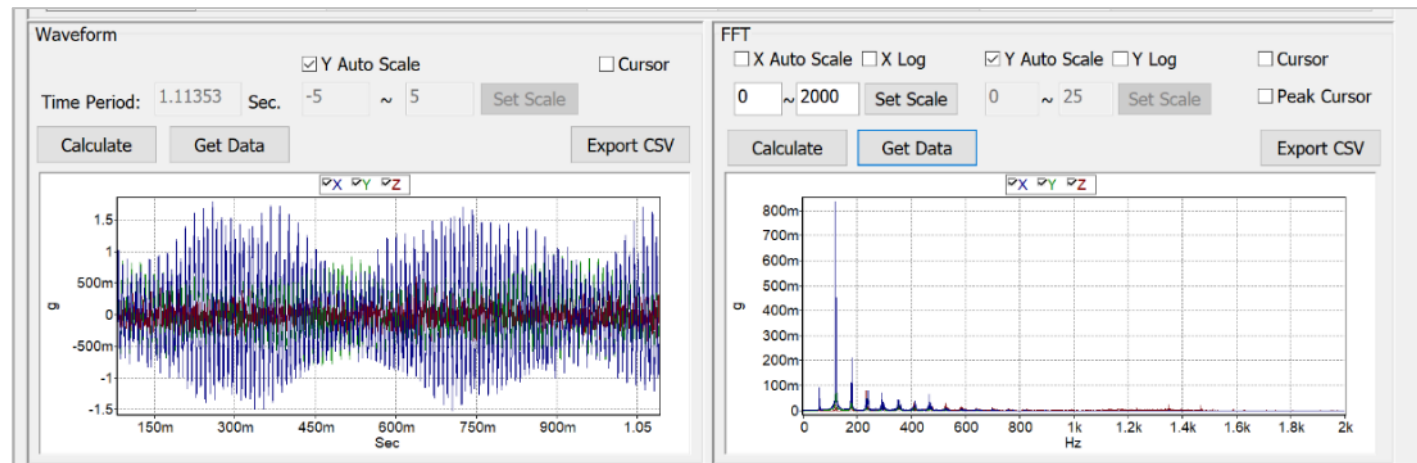 Waveform
Y Auto Scale Cursor
Time Period: 1.11353 Sec. -5 ~ 5 Set Scale
Calculate Get Data Export CSV
X Y Z
1.5
1
500m
0
-500m
-1
-1.5
g
150m 300m 450m 600m 750m 900m 1.05
Sec
FFT
X Auto Scale X Log Y Auto Scale Y Log Cursor
0 ~ 2000 Set Scale 0 ~ 25 Set Scale Peak Cursor
Calculate Get Data Export CSV
X Y Z
800m
700m
600m
500m
400m
300m
200m
100m
0
g
0 200 400 600 800 1k 1.2k 1.4k 1.6k 1.8k 2k
Hz